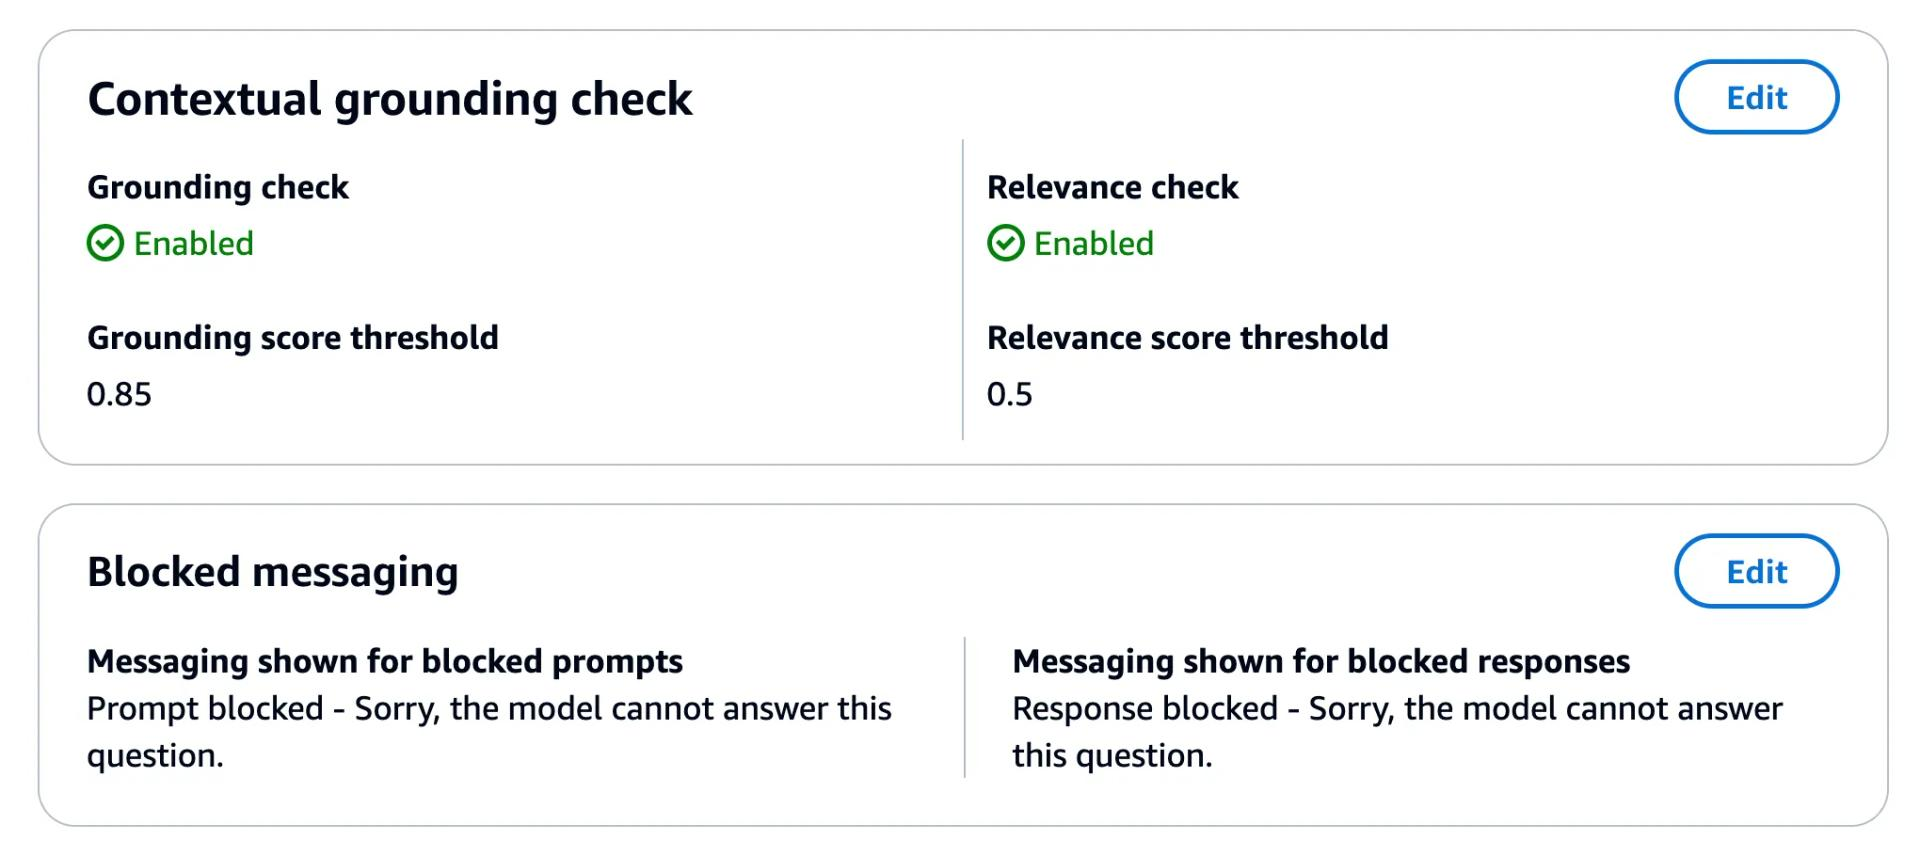 Contextual grounding check
Edit
Grounding check
Enabled
Grounding score threshold
0.85
Relevance check
Enabled
Relevance score threshold
0.5
Blocked messaging
Edit
Messaging shown for blocked prompts
Prompt blocked - Sorry, the model cannot answer this
question.
Messaging shown for blocked responses
Response blocked - Sorry, the model cannot answer
this question.